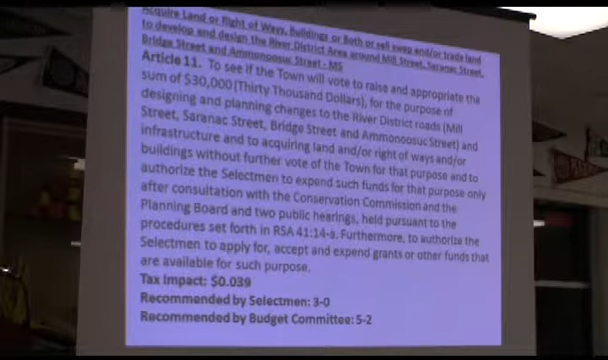 Acquire Land or Right of Ways, Buildings or Both or sell swap and/or trade land
to develop and design the River District Area around Mill Street, Saranac Street,
Bridge Street and Ammonoosuc Street - MS
Article 11. To see if the Town will vote to raise and appropriate the
sum of $30,000 (Thirty Thousand Dollars), for the purpose of
designing and planning changes to the River District roads (Mill
Street, Saranac Street, Bridge Street and Ammonoosuc Street) and
infrastructure and to acquiring land and/or right of ways and/or
buildings without further vote of the Town for that purpose and to
authorize the Selectmen to expend such funds for that purpose only
after consultation with the Conservation Commission and the
Planning Board and two public hearings, held pursuant to the
procedures set forth in RSA 41:14-a. Furthermore, to authorize the
Selectmen to apply for, accept and expend grants or other funds that
are available for such purpose.
Tax Impact: $0.039
Recommended by Selectmen: 3-0
Recommended by Budget Committee: 5-2